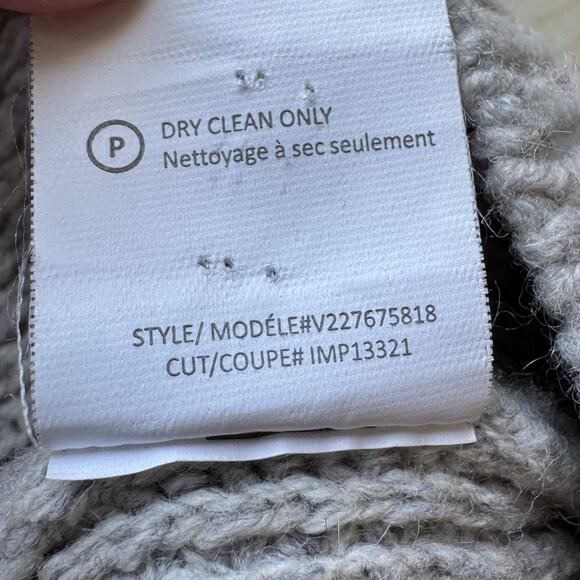 P
DRY CLEAN ONLY
Nettoyage à sec seulement
STYLE/ MODÉLE#V227675818
CUT/COUPE# IMP13321